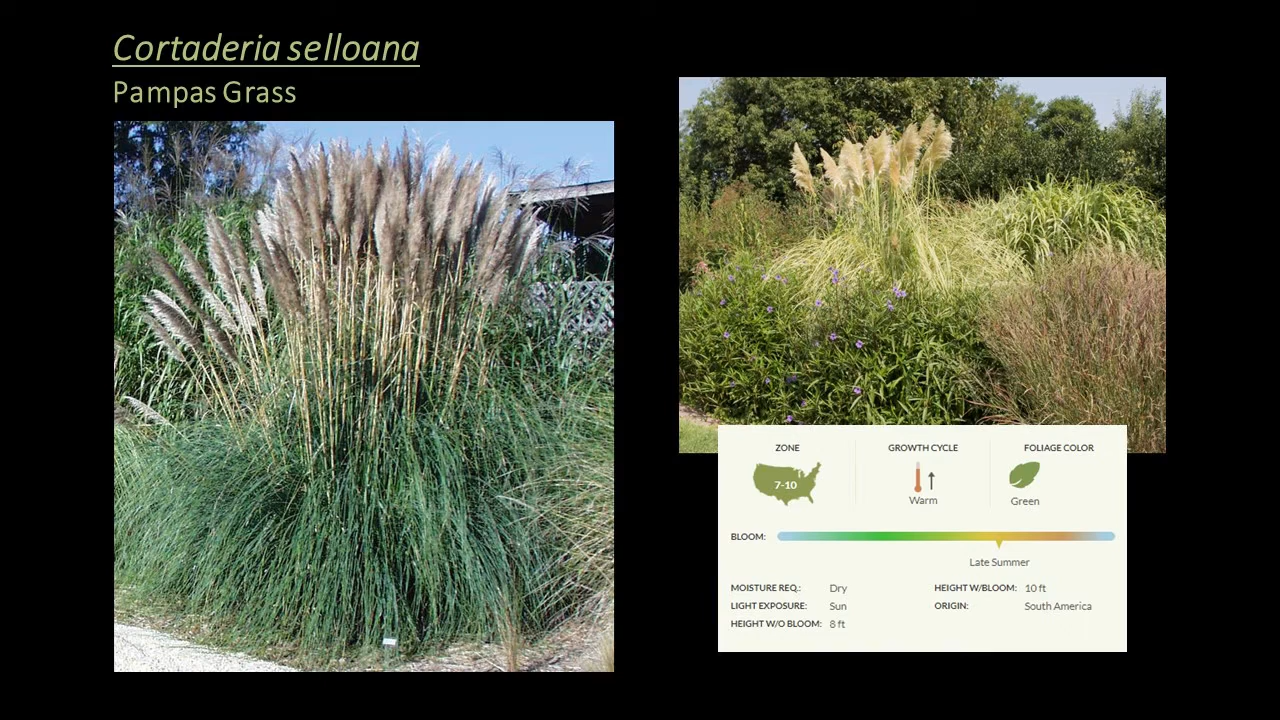 Cortaderia selloana
Pampas Grass
ZONE
GROWTH CYCLE
FOLIAGE COLOR
7-10
Warm
Green
BLOOM:
Late Summer
MOISTURE REQ.: Dry
HEIGHT W/BLOOM: 10 ft
LIGHT EXPOSURE: Sun
ORIGIN: South America
HEIGHT W/O BLOOM: 8 ft